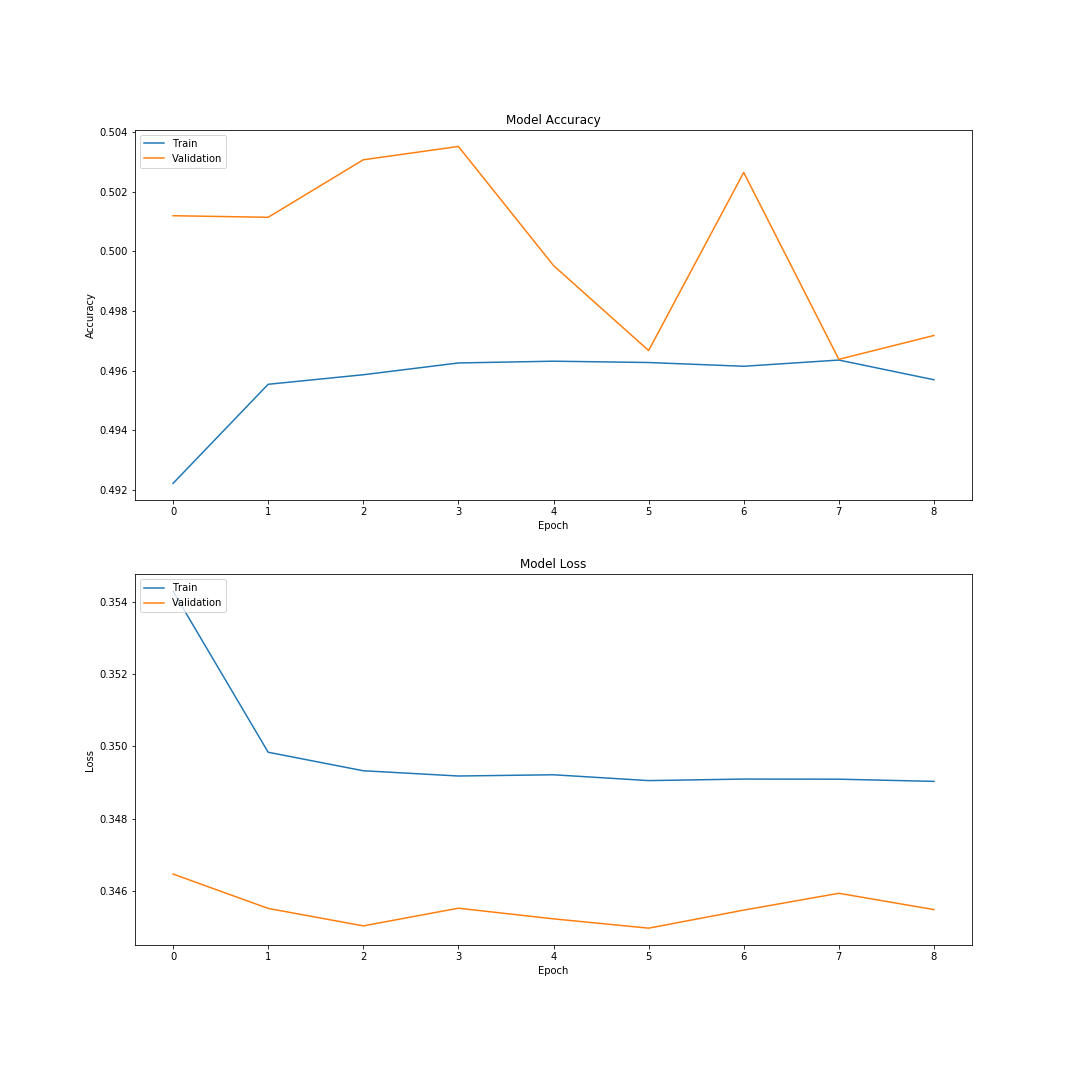 Model Accuracy
0.504
0.502
0.500
0.498
0.496
0.494
0.492
Accuracy
Train
Validation
0 1 2 3 4 5 6 7 8
Epoch
Model Loss
0.354
0.352
0.350
0.348
0.346
Loss
Train
Validation
0 1 2 3 4 5 6 7 8
Epoch